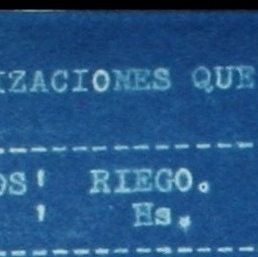 IZACIONES QUE
-----------------
OS' RIEGO.
' Hs.
-----------------